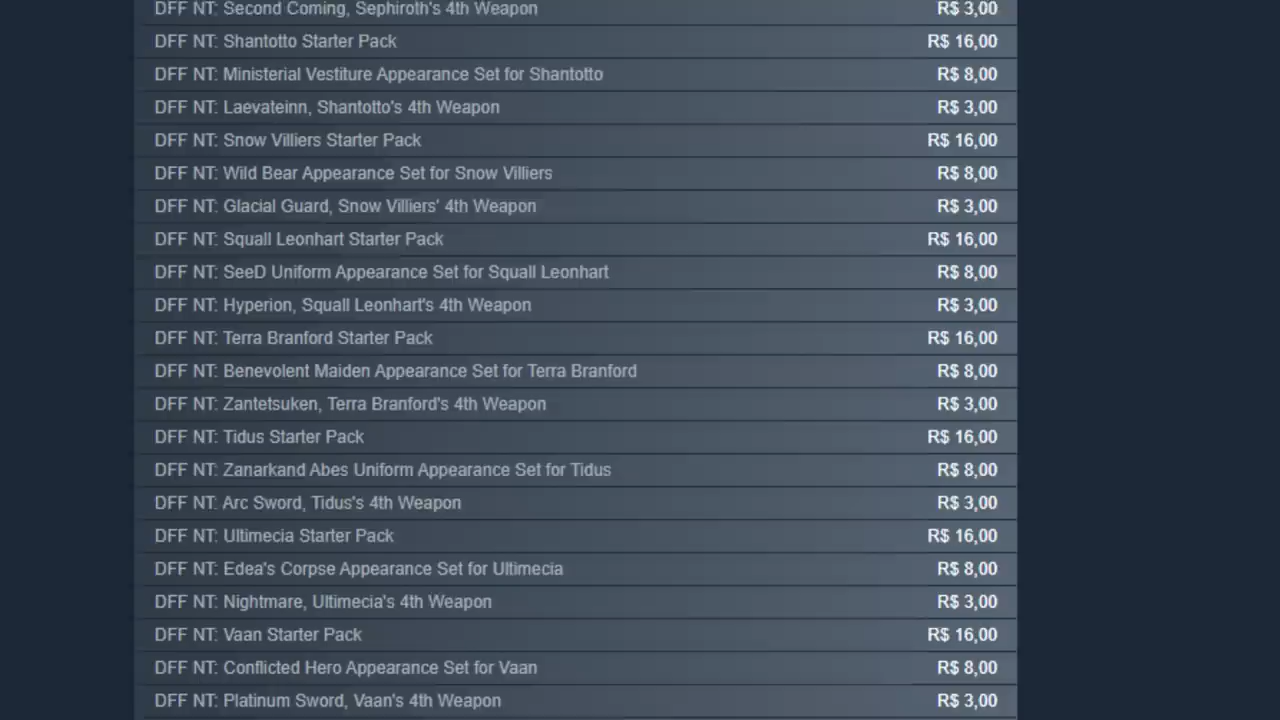 DFF NT: Second Coming, Sephiroth's 4th Weapon R$ 3,00
DFF NT: Shantotto Starter Pack R$ 16,00
DFF NT: Ministerial Vestiture Appearance Set for Shantotto R$ 8,00
DFF NT: Laevateinn, Shantotto's 4th Weapon R$ 3,00
DFF NT: Snow Villiers Starter Pack R$ 16,00
DFF NT: Wild Bear Appearance Set for Snow Villiers R$ 8,00
DFF NT: Glacial Guard, Snow Villiers' 4th Weapon R$ 3,00
DFF NT: Squall Leonhart Starter Pack R$ 16,00
DFF NT: SeeD Uniform Appearance Set for Squall Leonhart R$ 8,00
DFF NT: Hyperion, Squall Leonhart's 4th Weapon R$ 3,00
DFF NT: Terra Branford Starter Pack R$ 16,00
DFF NT: Benevolent Maiden Appearance Set for Terra Branford R$ 8,00
DFF NT: Zantetsuken, Terra Branford's 4th Weapon R$ 3,00
DFF NT: Tidus Starter Pack R$ 16,00
DFF NT: Zanarkand Abes Uniform Appearance Set for Tidus R$ 8,00
DFF NT: Arc Sword, Tidus's 4th Weapon R$ 3,00
DFF NT: Ultimecia Starter Pack R$ 16,00
DFF NT: Edea's Corpse Appearance Set for Ultimecia R$ 8,00
DFF NT: Nightmare, Ultimecia's 4th Weapon R$ 3,00
DFF NT: Vaan Starter Pack R$ 16,00
DFF NT: Conflicted Hero Appearance Set for Vaan R$ 8,00
DFF NT: Platinum Sword, Vaan's 4th Weapon R$ 3,00